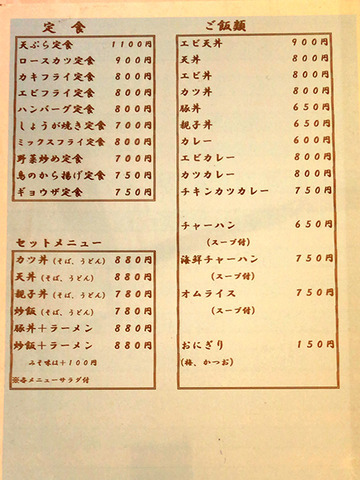 定食
天ぷら定食 1100円
ロースカツ定食 900円
カキフライ定食 800円
エビフライ定食 800円
ハンバーグ定食 800円
しょうが焼き定食 700円
ミックスフライ定食 800円
野菜炒め定食 700円
鳥のから揚げ定食 750円
ギョウザ定食 750円
セットメニュー
カツ丼(そば、うどん) 880円
天丼(そば、うどん) 880円
親子丼(そば、うどん) 780円
炒飯(そば、うどん) 780円
豚丼+ラーメン 880円
炒飯+ラーメン 880円
みそ味は+100円
※各メニューサラダ付
ご飯類
エビ天丼 900円
天丼 800円
エビ丼 800円
カツ丼 800円
豚丼 650円
親子丼 650円
カレー 600円
エビカレー 800円
カツカレー 800円
チキンカツカレー 750円
チャーハン 650円
(スープ付)
海鮮チャーハン 750円
(スープ付)
オムライス 750円
(スープ付)
おにぎり 150円
(梅、かつお)